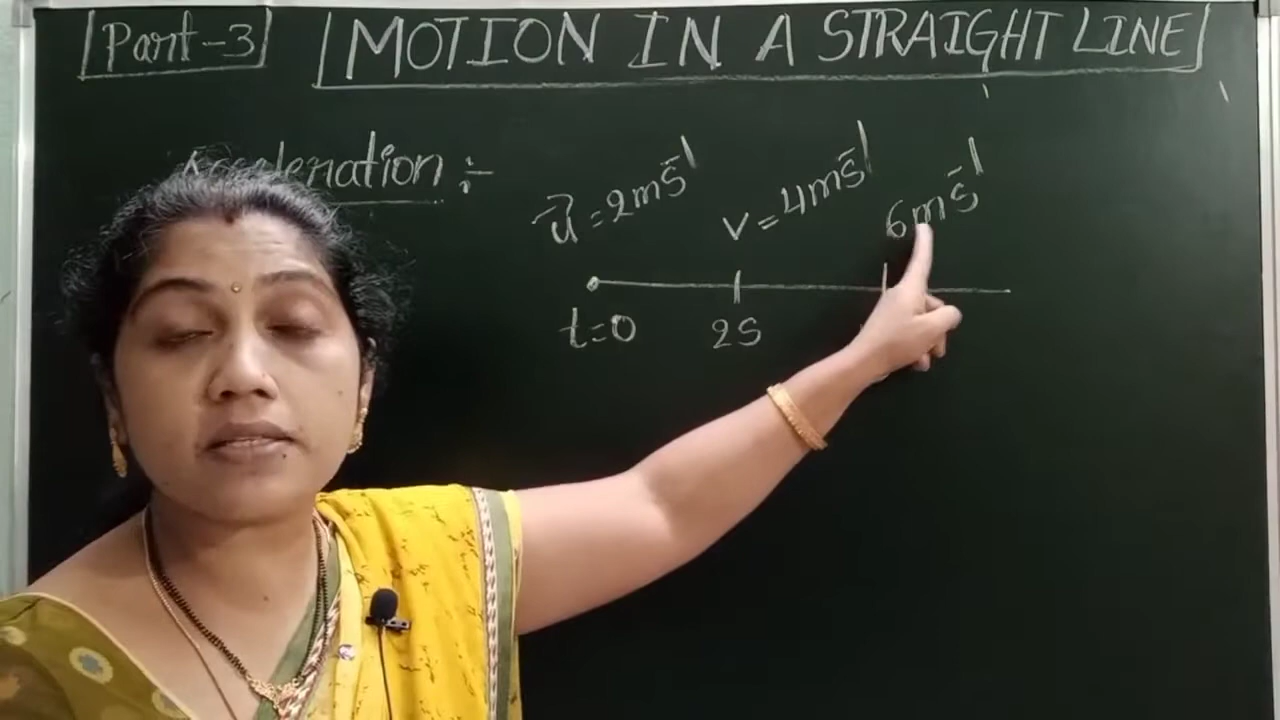 Part-3 MOTION IN A STRAIGHT LINE
Acceleration :-
u⃗ = 2ms⁻¹ v = 4ms⁻¹ 6ms⁻¹
t=0 2S